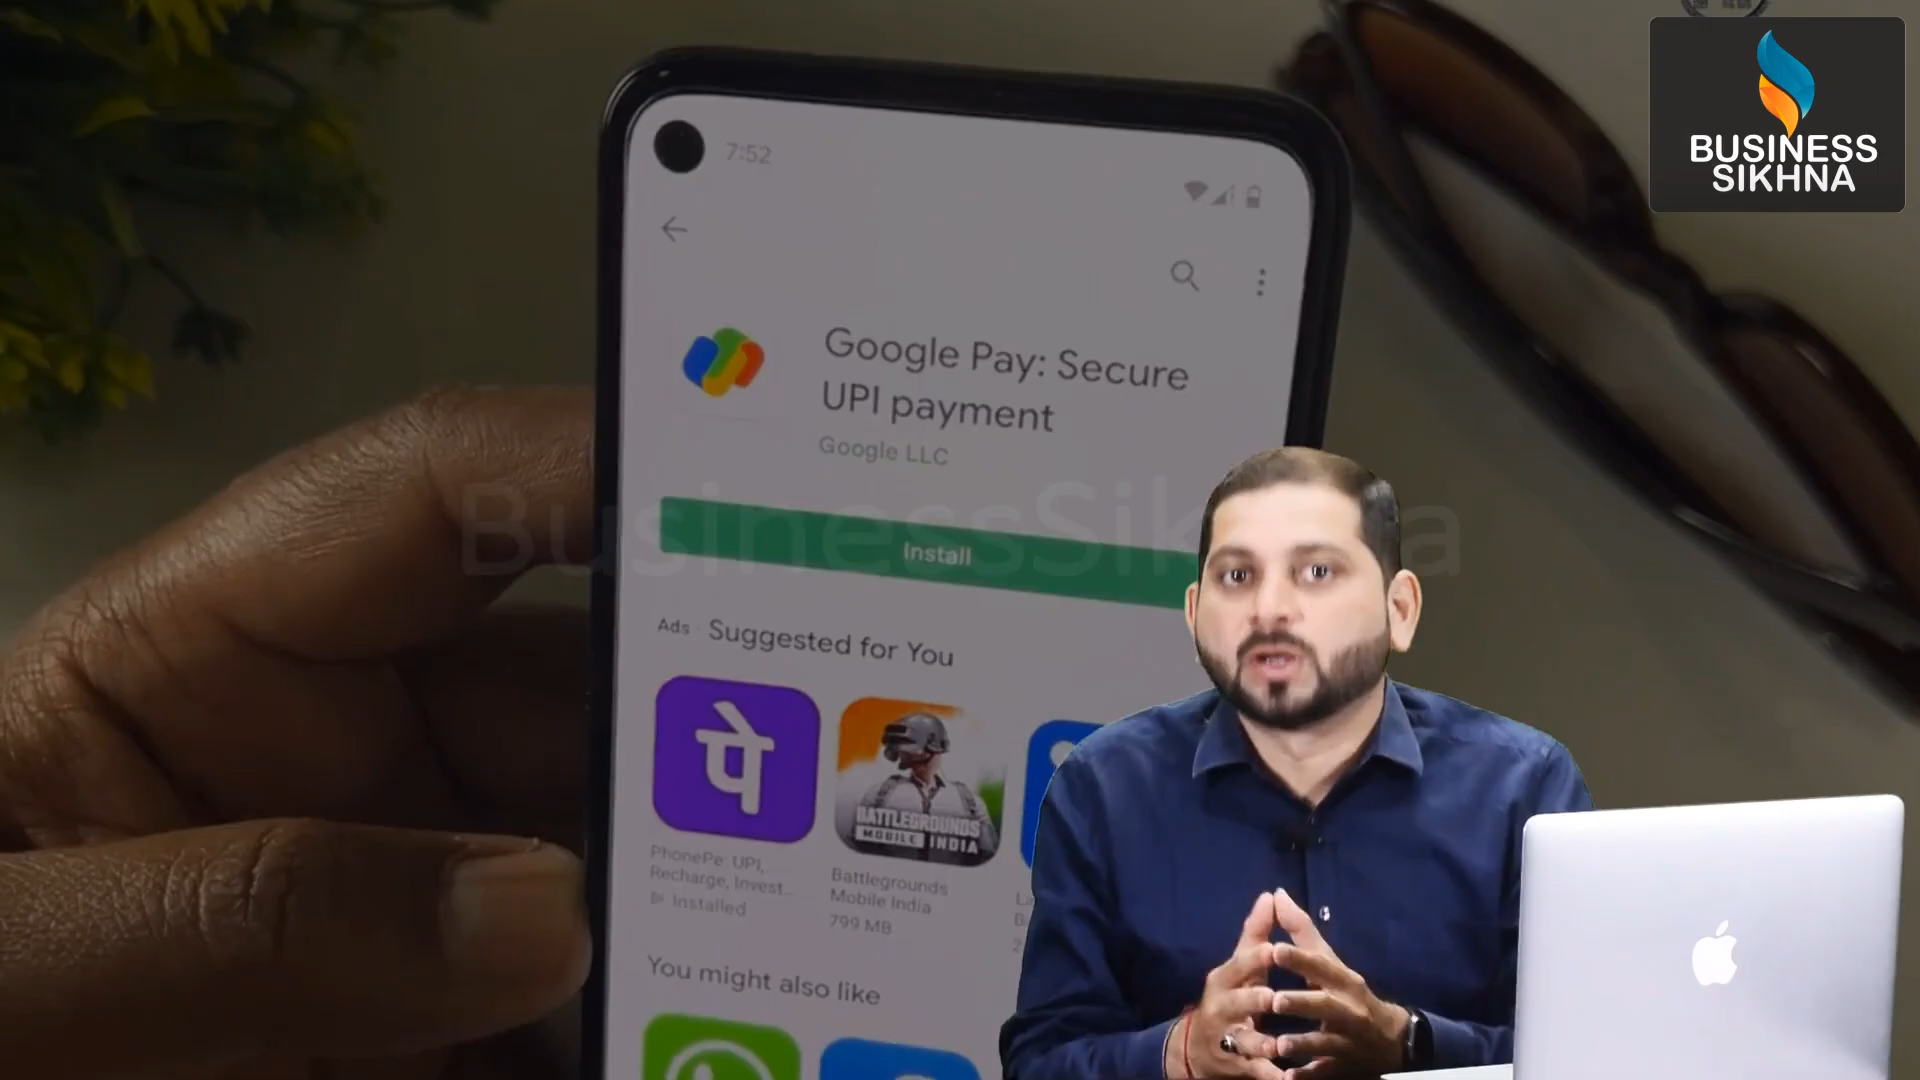 BUSINESS
SIKHNA
7:52
Google Pay: Secure
UPI payment
Google LLC
BusinessSik
a
Install
Ads · Suggested for You
पे
BATTLEGROUNDS
MOBILE INDIA
PhonePe: UPI,
Recharge, Invest...
Installed
Battlegrounds
Mobile India
799 MB
You might also like